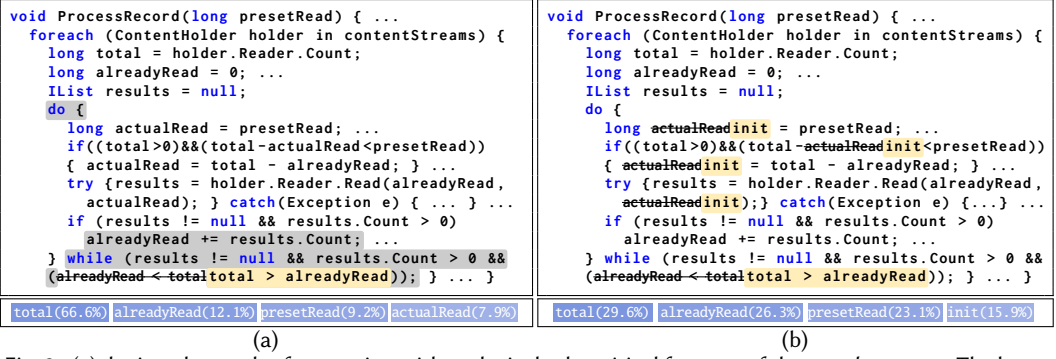 void ProcessRecord(long presetRead) { ...
foreach (ContentHolder holder in contentStreams) {
long total = holder.Reader.Count;
long alreadyRead = 0; ...
IList results = null;
do {
long actualRead = presetRead; ...
if((total>0)&&(total-actualRead<presetRead))
{ actualRead = total - alreadyRead; } ...
try {results = holder.Reader.Read(alreadyRead,
actualRead); } catch(Exception e) { ... } ...
if (results != null && results.Count > 0)
alreadyRead += results.Count; ...
} while (results != null && results.Count > 0 &&
(alreadyRead < totaltotal > alreadyRead)); } ... }
total(66.6%) alreadyRead(12.1%) presetRead(9.2%) actualRead(7.9%)
(a)
void ProcessRecord(long presetRead) { ...
foreach (ContentHolder holder in contentStreams) {
long total = holder.Reader.Count;
long alreadyRead = 0; ...
IList results = null;
do {
long actualReadinit = presetRead; ...
if((total>0)&&(total-actualReadinit<presetRead))
{ actualReadinit = total - alreadyRead; } ...
try {results = holder.Reader.Read(alreadyRead,
actualReadinit);} catch(Exception e) {...} ...
if (results != null && results.Count > 0)
alreadyRead += results.Count; ...
} while (results != null && results.Count > 0 &&
(alreadyRead < totaltotal > alreadyRead)); } ... }
total(29.6%) alreadyRead(26.3%) presetRead(23.1%) init(15.9%)
(b)